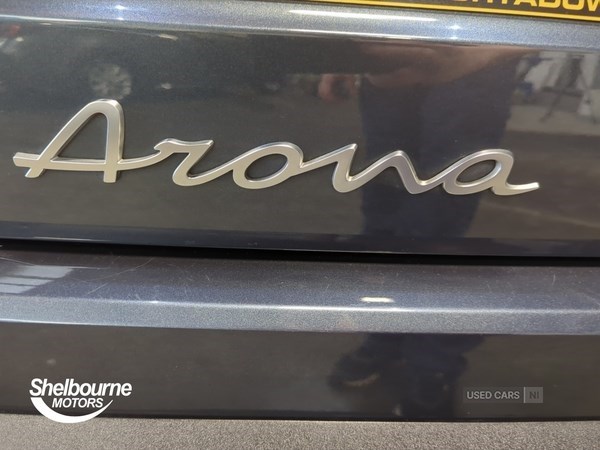 Arona
Shelbourne
MOTORS
USED CARS NI